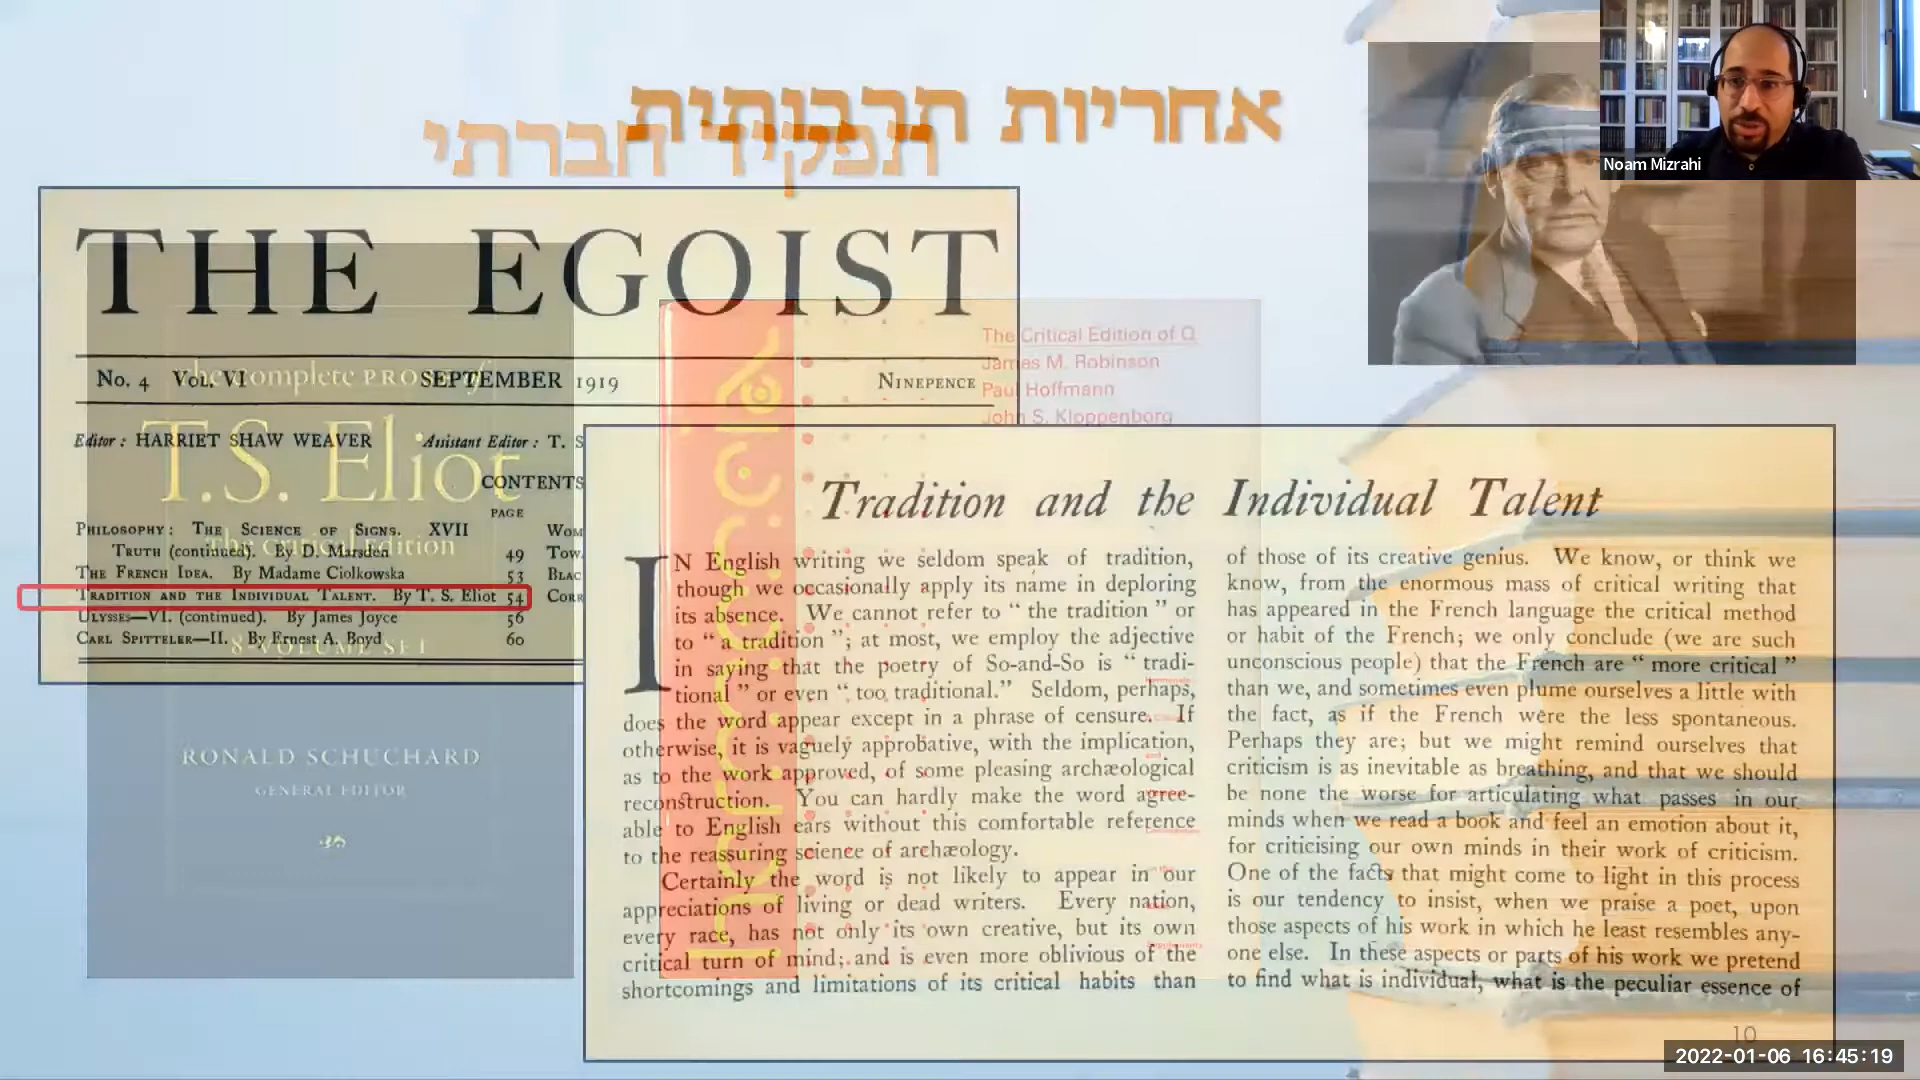 אחריות תרבותית
תפקיד חברתי
Noam Mizrahi
THE EGOIST
No. 4 Vol. VI SEPTEMBER 1919 Ninepence
Editor: HARRIET SHAW WEAVER Assistant Editor: T. S
CONTENTS
PAGE
Philosophy: The Science of Signs. XVII
Truth (continued). By D. Marsden 49
The French Idea. By Madame Ciolkowska 53
Tradition and the Individual Talent. By T. S. Eliot 54
Ulysses—VI. (continued). By James Joyce 56
Carl Spitteler—II. By Ernest A. Boyd 60
Wom
Tow
Blac
Corr
The Complete PROSE of
T.S. Eliot
The Critical Edition
8-VOLUME SET
RONALD SCHUCHARD
GENERAL EDITOR
The Critical Edition of Q
James M. Robinson
Paul Hoffmann
John S. Kloppenborg
Tradition and the Individual Talent
IN English writing we seldom speak of tradition,
though we occasionally apply its name in deploring
its absence. We cannot refer to “ the tradition ” or
to “ a tradition ”; at most, we employ the adjective
in saying that the poetry of So-and-So is “ tradi-
tional ” or even “ too traditional.” Seldom, perhaps,
does the word appear except in a phrase of censure. If
otherwise, it is vaguely approbative, with the implication,
as to the work approved, of some pleasing archæological
reconstruction. You can hardly make the word agree-
able to English ears without this comfortable reference
to the reassuring science of archæology.
Certainly the word is not likely to appear in our
appreciations of living or dead writers. Every nation,
every race, has not only its own creative, but its own
critical turn of mind; and is even more oblivious of the
shortcomings and limitations of its critical habits than
of those of its creative genius. We know, or think we
know, from the enormous mass of critical writing that
has appeared in the French language the critical method
or habit of the French; we only conclude (we are such
unconscious people) that the French are “ more critical ”
than we, and sometimes even plume ourselves a little with
the fact, as if the French were the less spontaneous.
Perhaps they are; but we might remind ourselves that
criticism is as inevitable as breathing, and that we should
be none the worse for articulating what passes in our
minds when we read a book and feel an emotion about it,
for criticising our own minds in their work of criticism.
One of the facts that might come to light in this process
is our tendency to insist, when we praise a poet, upon
those aspects of his work in which he least resembles any-
one else. In these aspects or parts of his work we pretend
to find what is individual, what is the peculiar essence of
10
2022-01-06 16:45:19